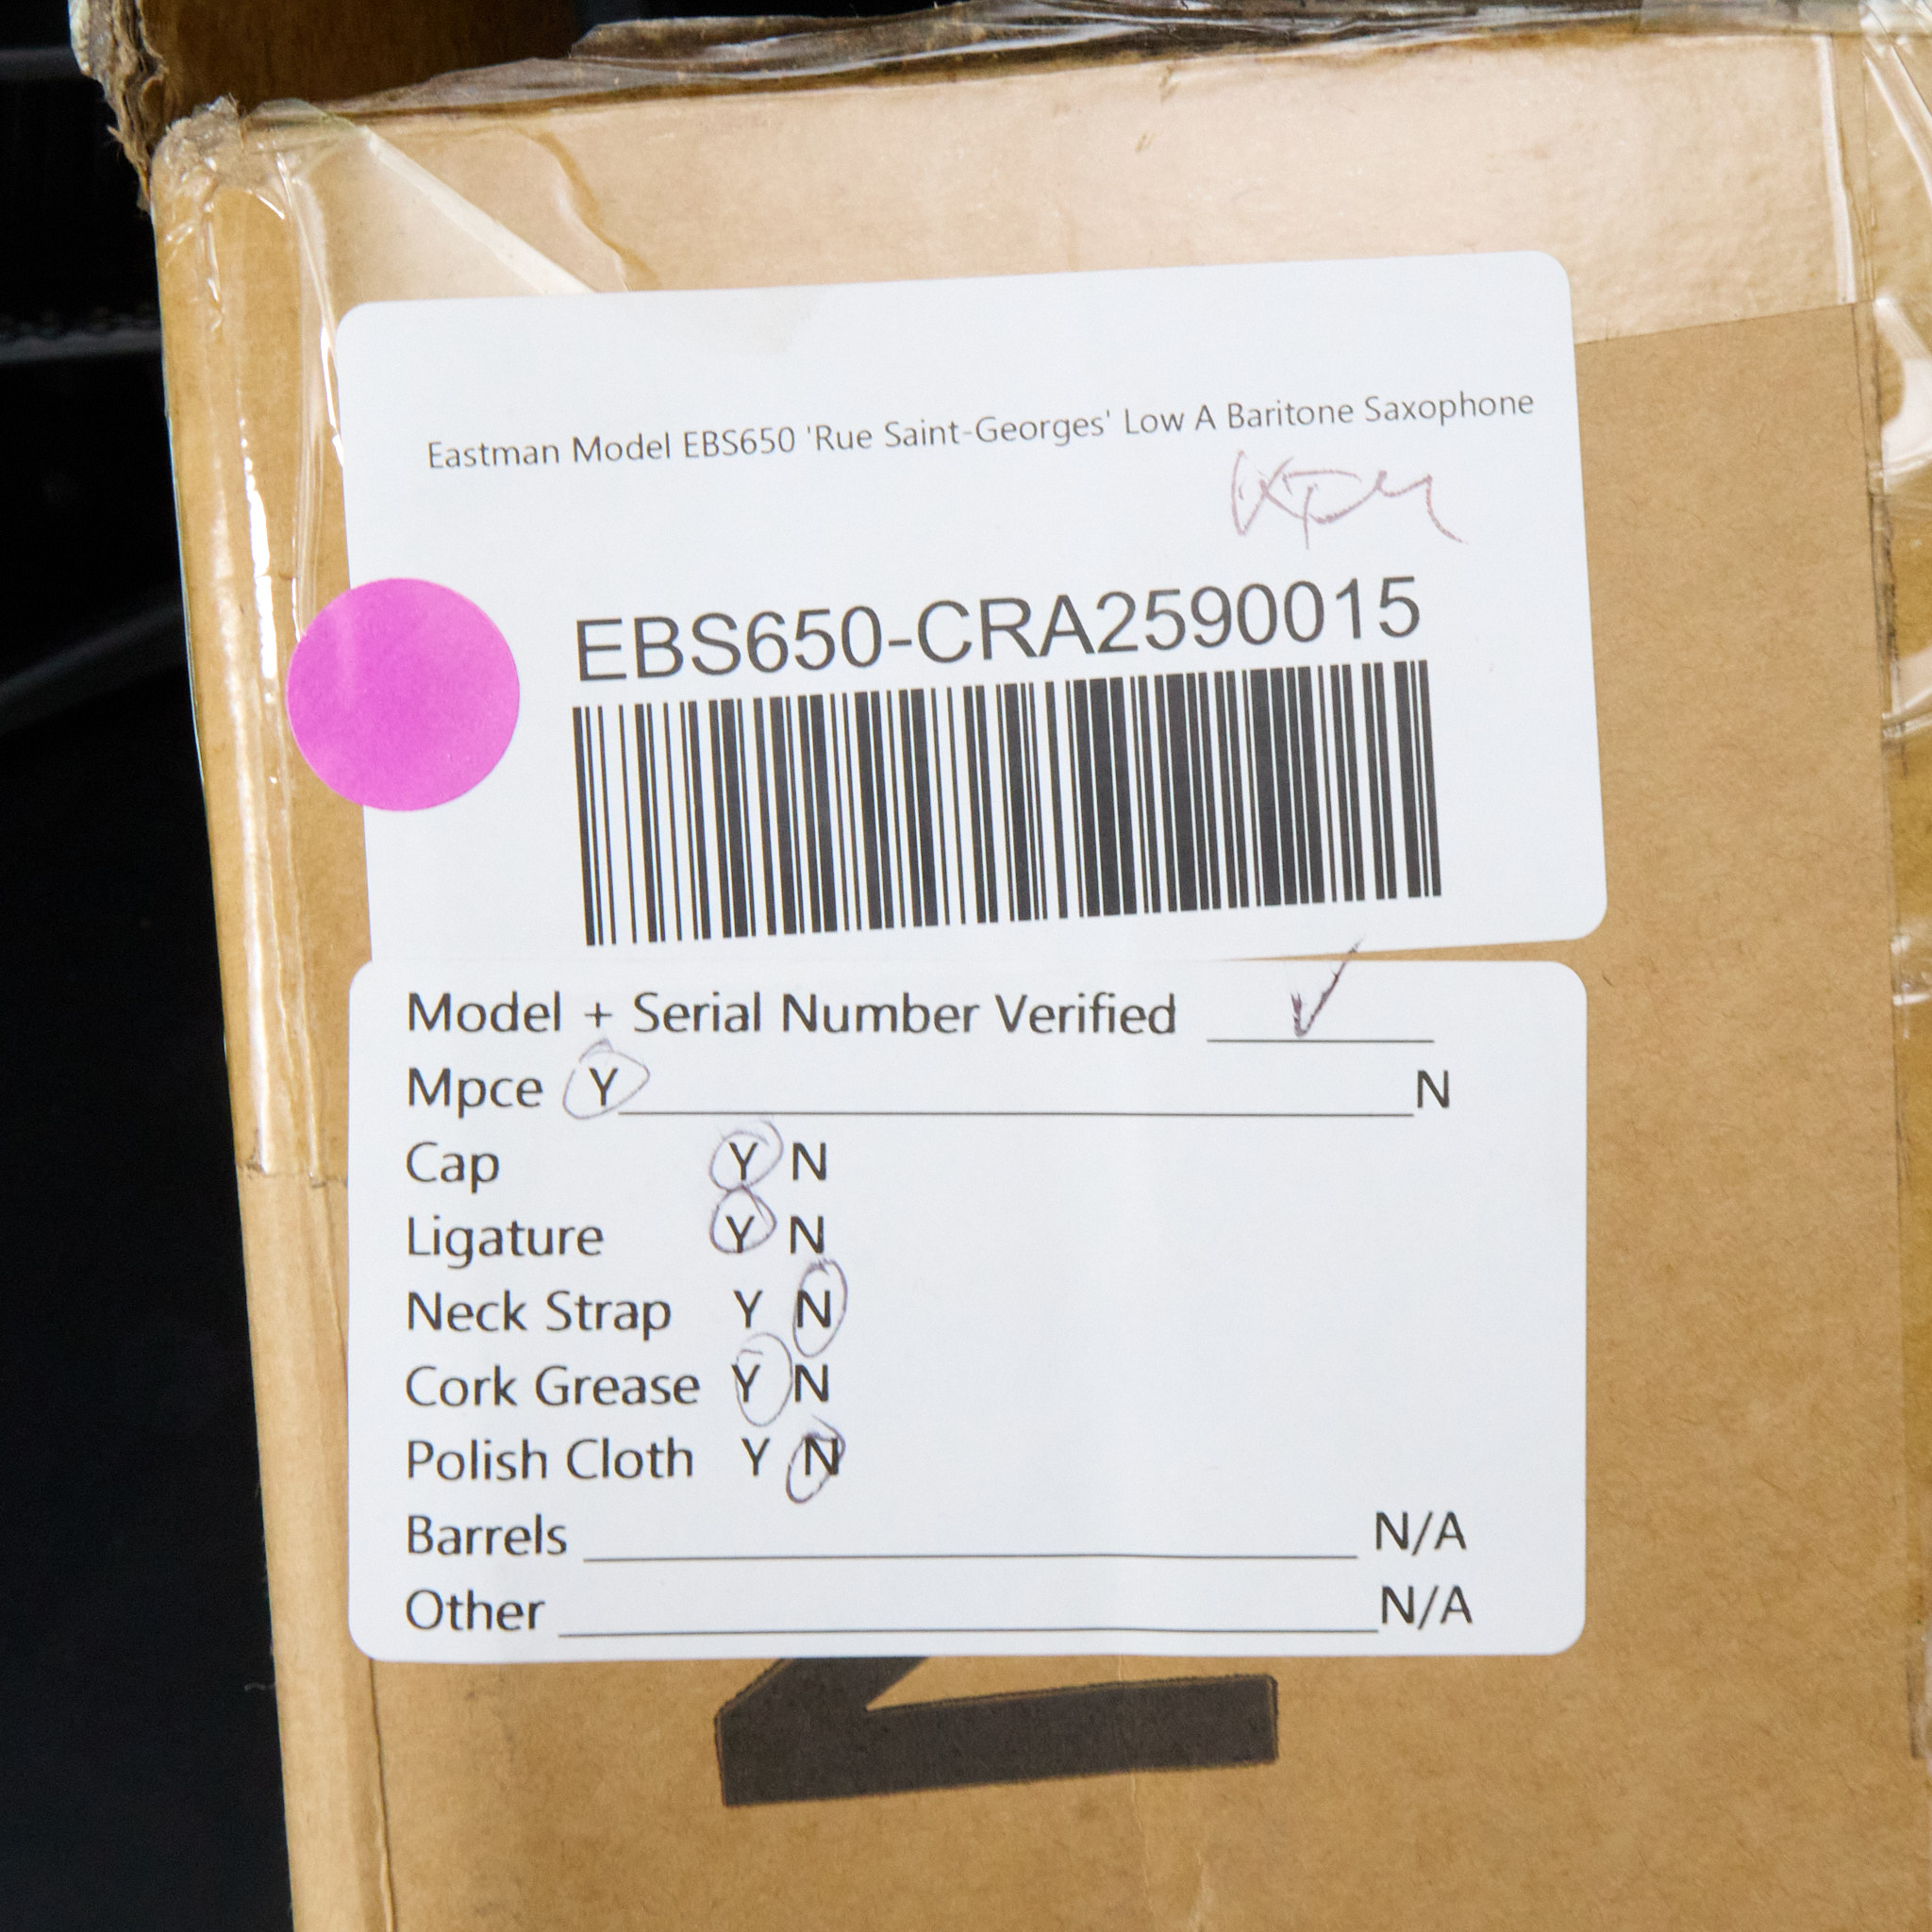 Eastman Model EBS650 'Rue Saint-Georges' Low A Baritone Saxophone
EBS650-CRA2590015
Model + Serial Number Verified ✓
Mpce Y N
Cap Y N
Ligature Y N
Neck Strap Y N
Cork Grease Y N
Polish Cloth Y N
Barrels N/A
Other N/A